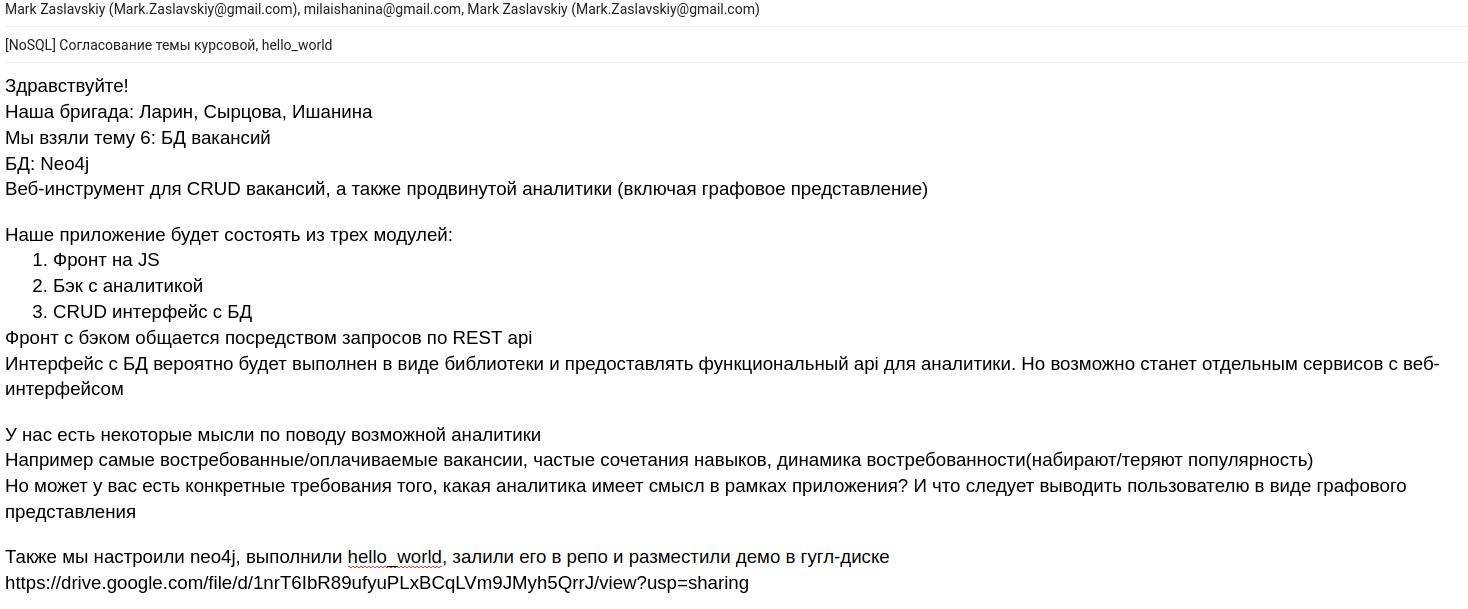 Mark Zaslavskiy (Mark.Zaslavskiy@gmail.com), milaishanina@gmail.com, Mark Zaslavskiy (Mark.Zaslavskiy@gmail.com)
[NoSQL] Согласование темы курсовой, hello_world
Здравствуйте!
Наша бригада: Ларин, Сырцова, Ишанина
Мы взяли тему 6: БД вакансий
БД: Neo4j
Веб-инструмент для CRUD вакансий, а также продвинутой аналитики (включая графовое представление)
Наше приложение будет состоять из трех модулей:
1. Фронт на JS
2. Бэк с аналитикой
3. CRUD интерфейс с БД
Фронт с бэком общается посредством запросов по REST api
Интерфейс с БД вероятно будет выполнен в виде библиотеки и предоставлять функциональный api для аналитики. Но возможно станет отдельным сервисов с веб-
интерфейсом
У нас есть некоторые мысли по поводу возможной аналитики
Например самые востребованные/оплачиваемые вакансии, частые сочетания навыков, динамика востребованности(набирают/теряют популярность)
Но может у вас есть конкретные требования того, какая аналитика имеет смысл в рамках приложения? И что следует выводить пользователю в виде графового
представления
Также мы настроили neo4j, выполнили hello_world, залили его в репо и разместили демо в гугл-диске
https://drive.google.com/file/d/1nrT6IbR89ufyuPLxBCqLVm9JMyh5QrrJ/view?usp=sharing